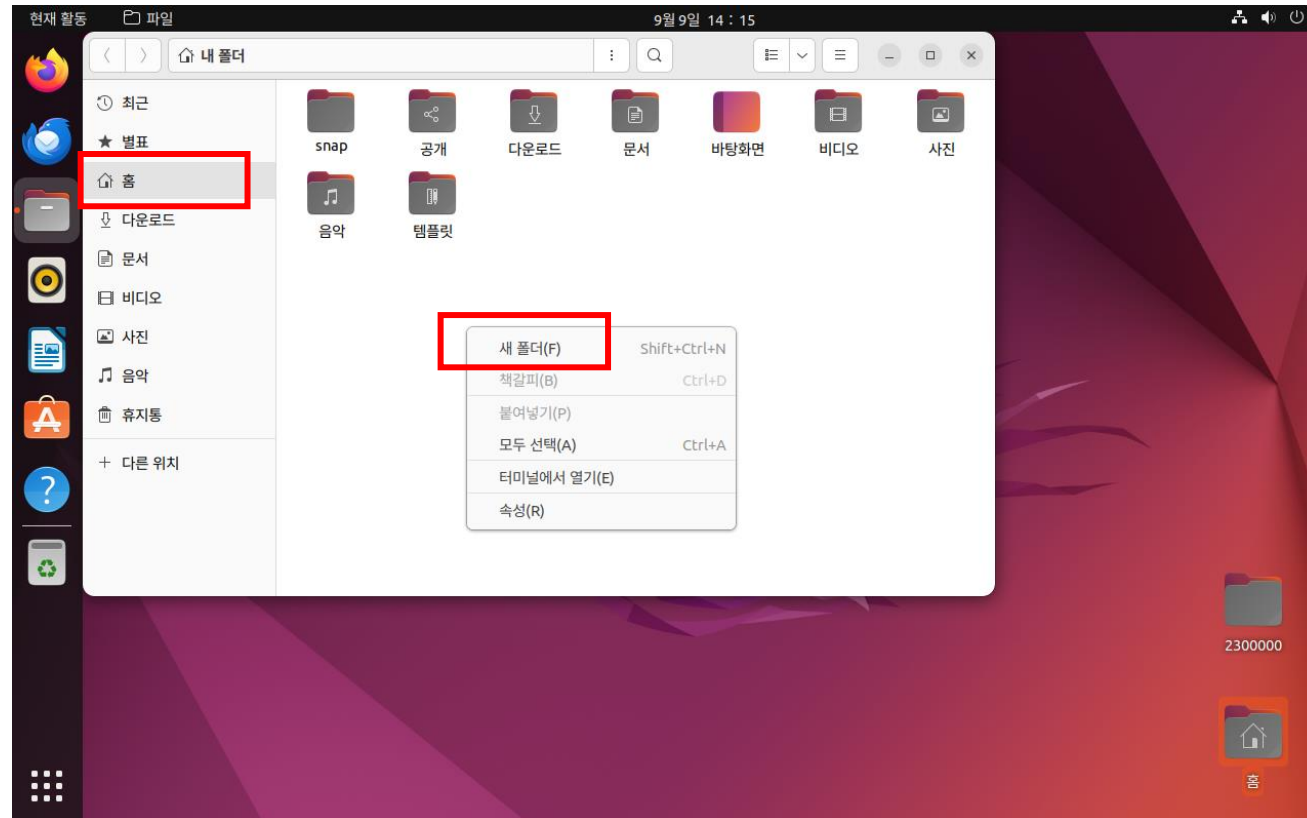 현재 활동 파일 9월 9일 14 : 15
내 폴더
최근
별표
홈
다운로드
문서
비디오
사진
음악
휴지통
다른 위치
snap 공개 다운로드 문서 바탕화면 비디오 사진
음악 템플릿
새 폴더(F) Shift+Ctrl+N
책갈피(B) Ctrl+D
붙여넣기(P)
모두 선택(A) Ctrl+A
터미널에서 열기(E)
속성(R)
2300000
홈